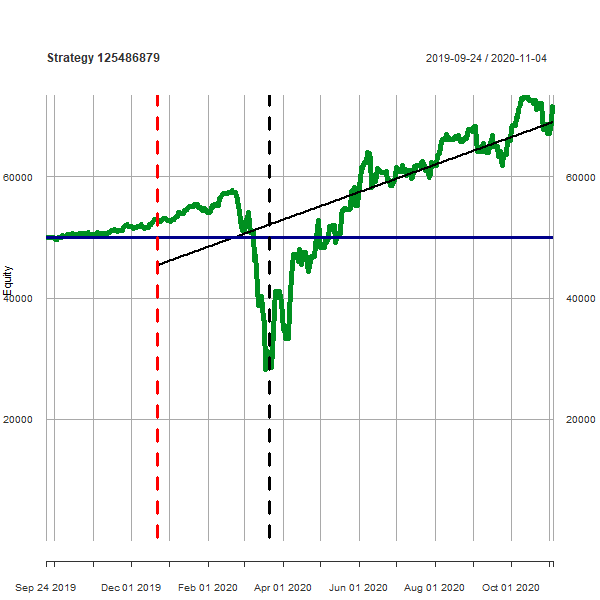 Strategy 125486879
2019-09-24 / 2020-11-04
60000
60000
Equity
40000
40000
20000
20000
Sep 24 2019
Dec 01 2019
Feb 01 2020
Apr 01 2020
Jun 01 2020
Aug 01 2020
Oct 01 2020